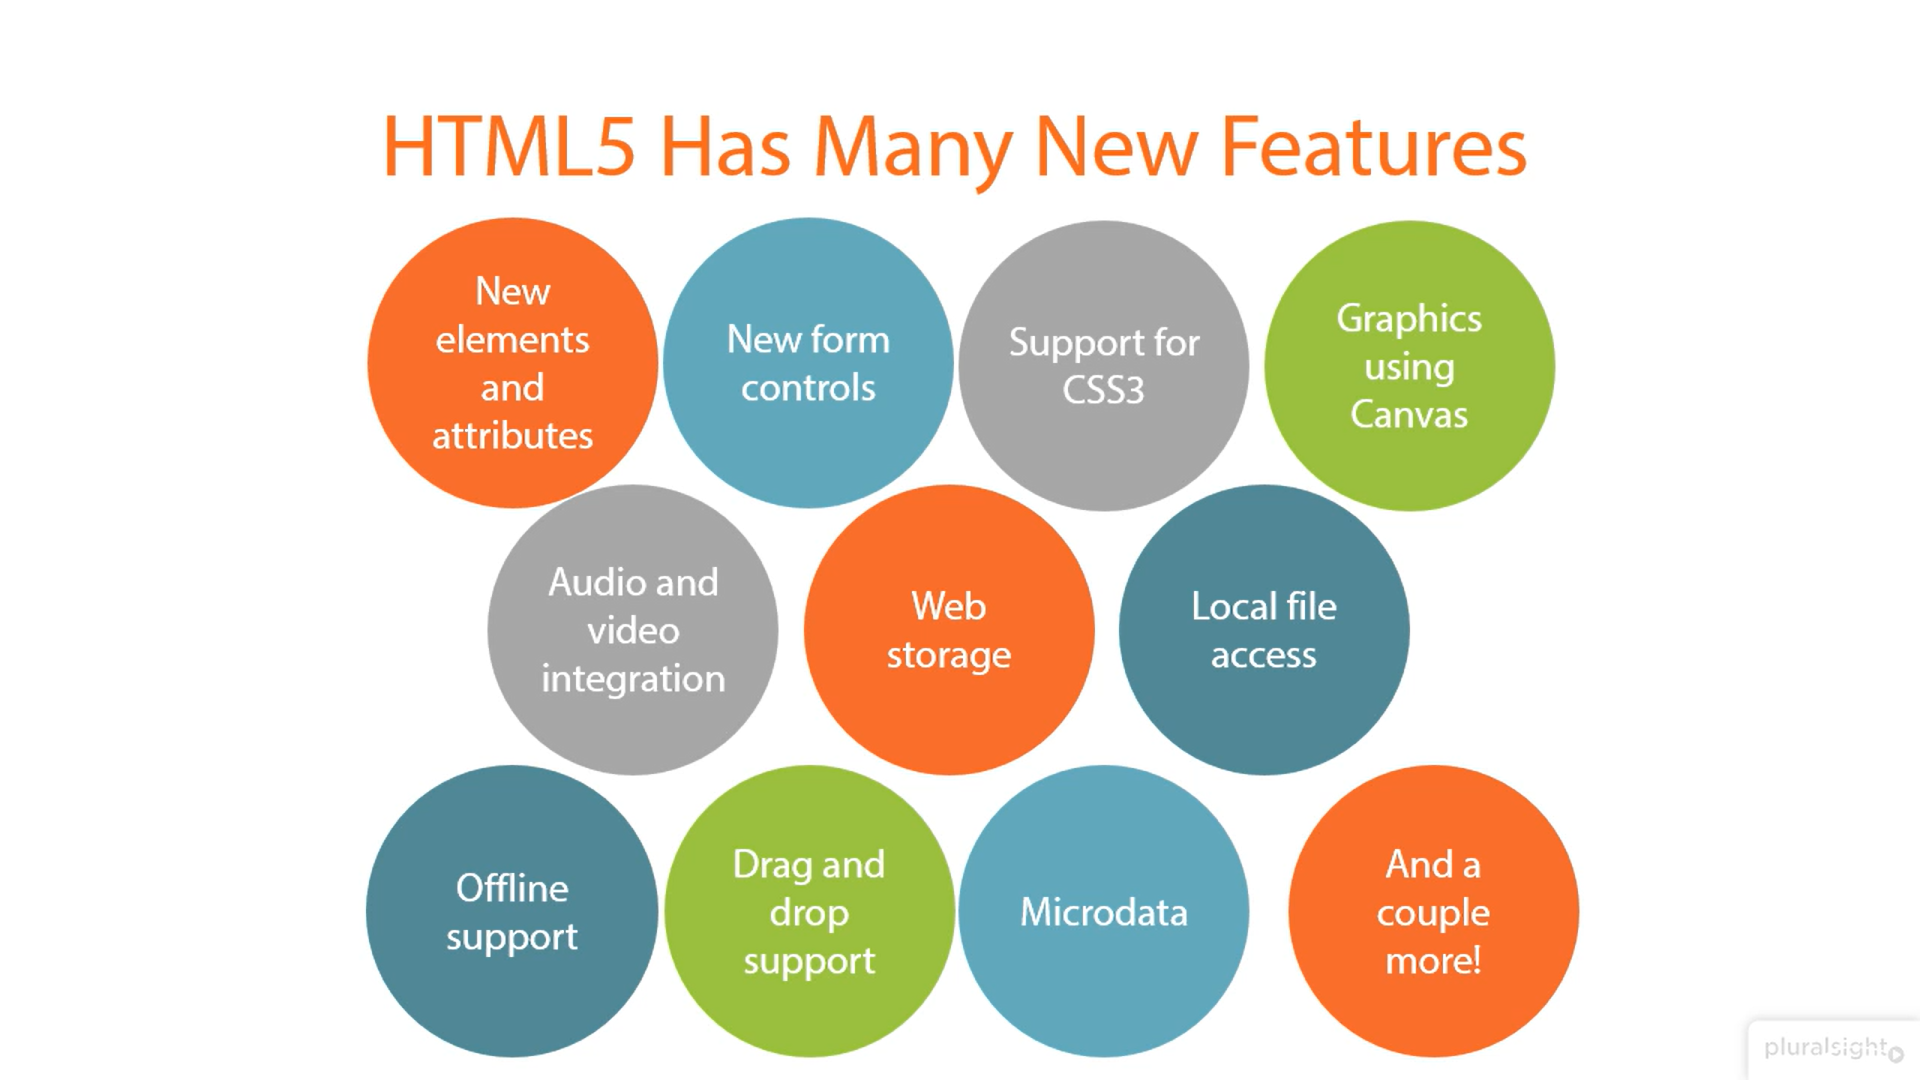 HTML5 Has Many New Features
New
elements
and
attributes
New form
controls
Support for
CSS3
Graphics
using
Canvas
Audio and
video
integration
Web
storage
Local file
access
Offline
support
Drag and
drop
support
Microdata
And a
couple
more!
pluralsight